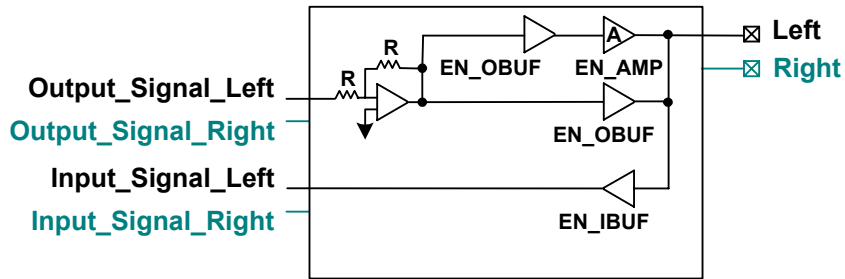 Left
R
A
R
EN_OBUF
EN_AMP
Right
Output_Signal_Left
Output_Signal_Right
EN_OBUF
Input_Signal_Left
Input_Signal_Right
EN_IBUF